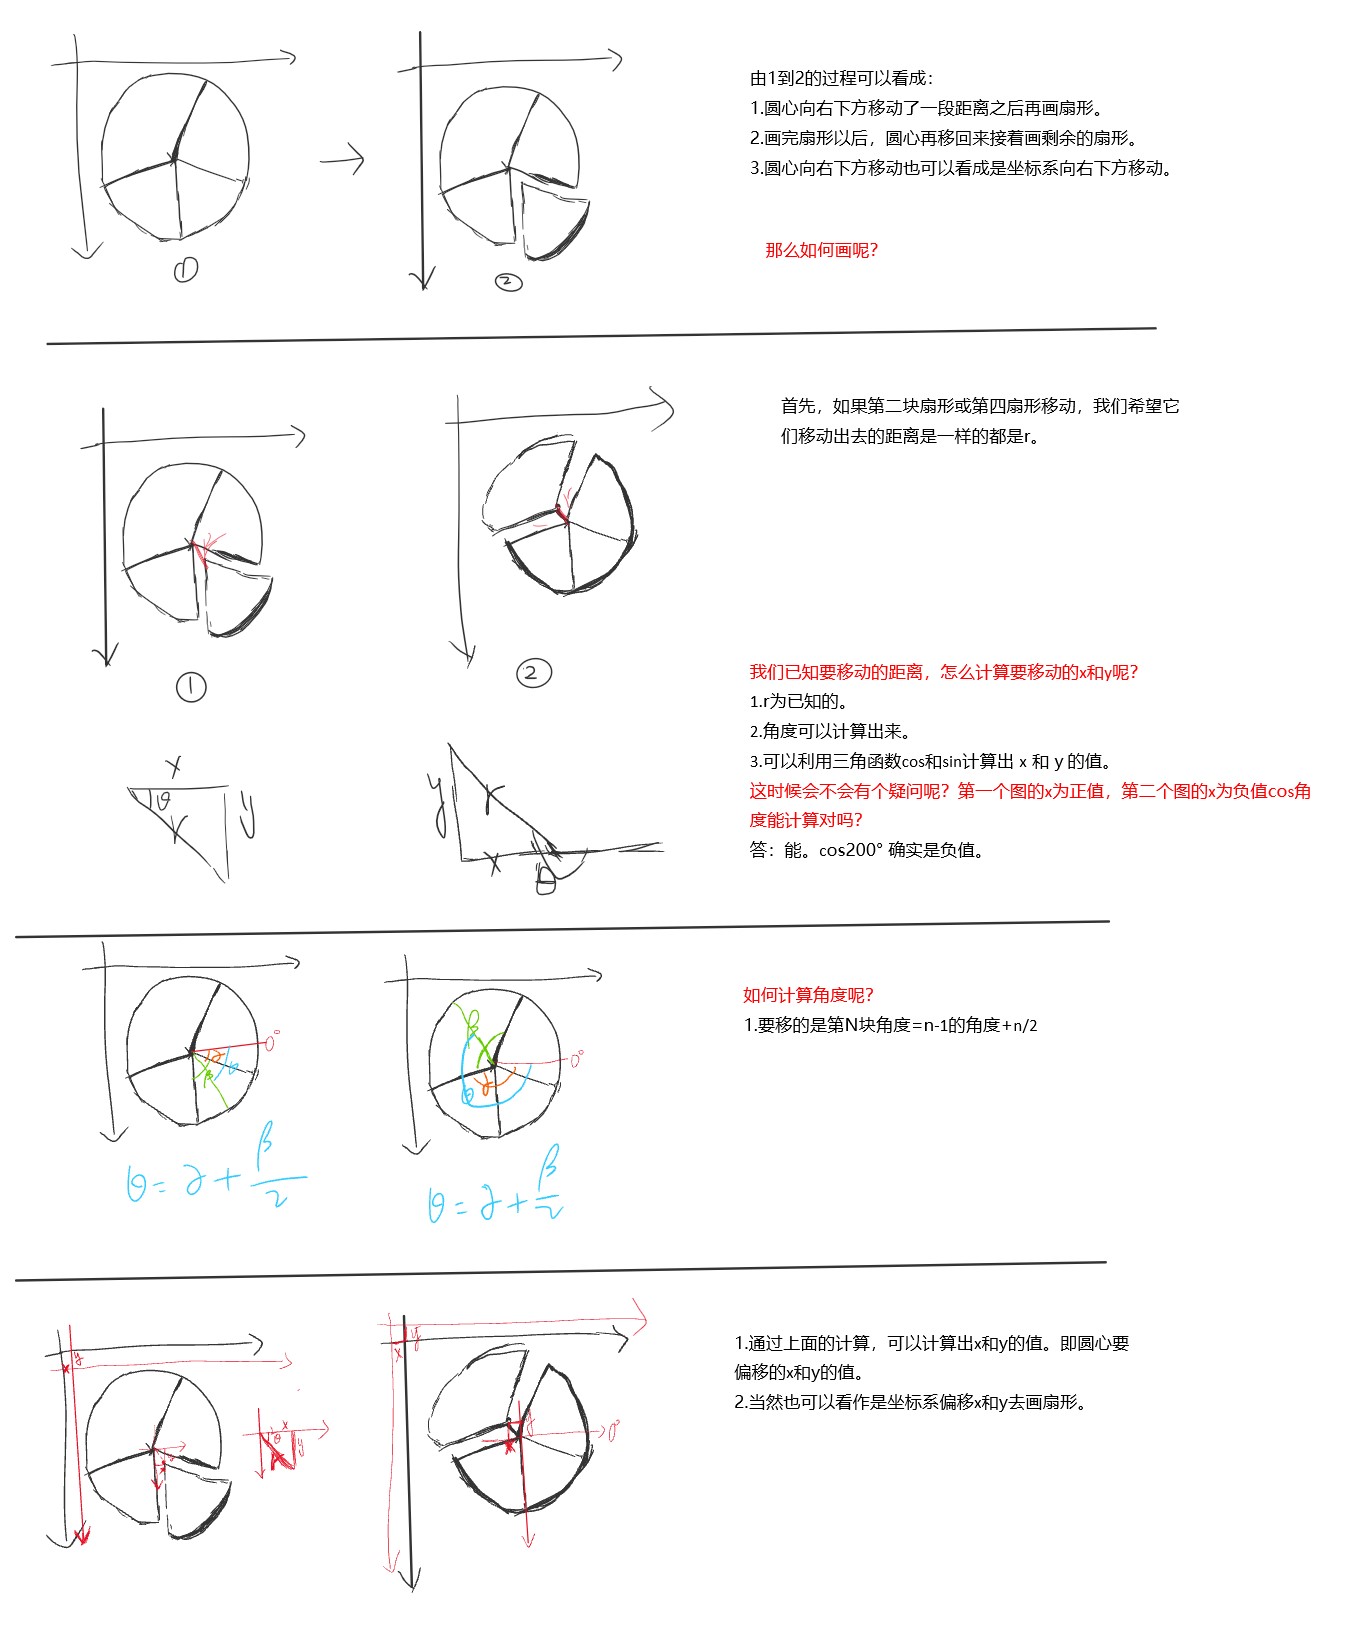 由1到2的过程可以看成：
1.圆心向右下方移动了一段距离之后再画扇形。
2.画完扇形以后，圆心再移回来接着画剩余的扇形。
3.圆心向右下方移动也可以看成是坐标系向右下方移动。
那么如何画呢？
①
②
首先，如果第二块扇形或第四扇形移动，我们希望它
们移动出去的距离是一样的都是r。
r
r
①
②
我们已知要移动的距离，怎么计算要移动的x和y呢？
1.r为已知的。
2.角度可以计算出来。
3.可以利用三角函数cos和sin计算出 x 和 y 的值。
这时候会不会有个疑问呢？第一个图的x为正值，第二个图的x为负值cos角
度能计算对吗？
答：能。cos200° 确实是负值。
x
θ
r
y
y
r
x
θ
如何计算角度呢？
1.要移的是第N块角度=n-1的角度+n/2
0°
∂
θ
β
β
0°
∂
θ
θ = ∂ + β/2
θ = ∂ + β/2
1.通过上面的计算，可以计算出x和y的值。即圆心要
偏移的x和y的值。
2.当然也可以看作是坐标系偏移x和y去画扇形。
y
x
x
θ
y
y
x
y
0°